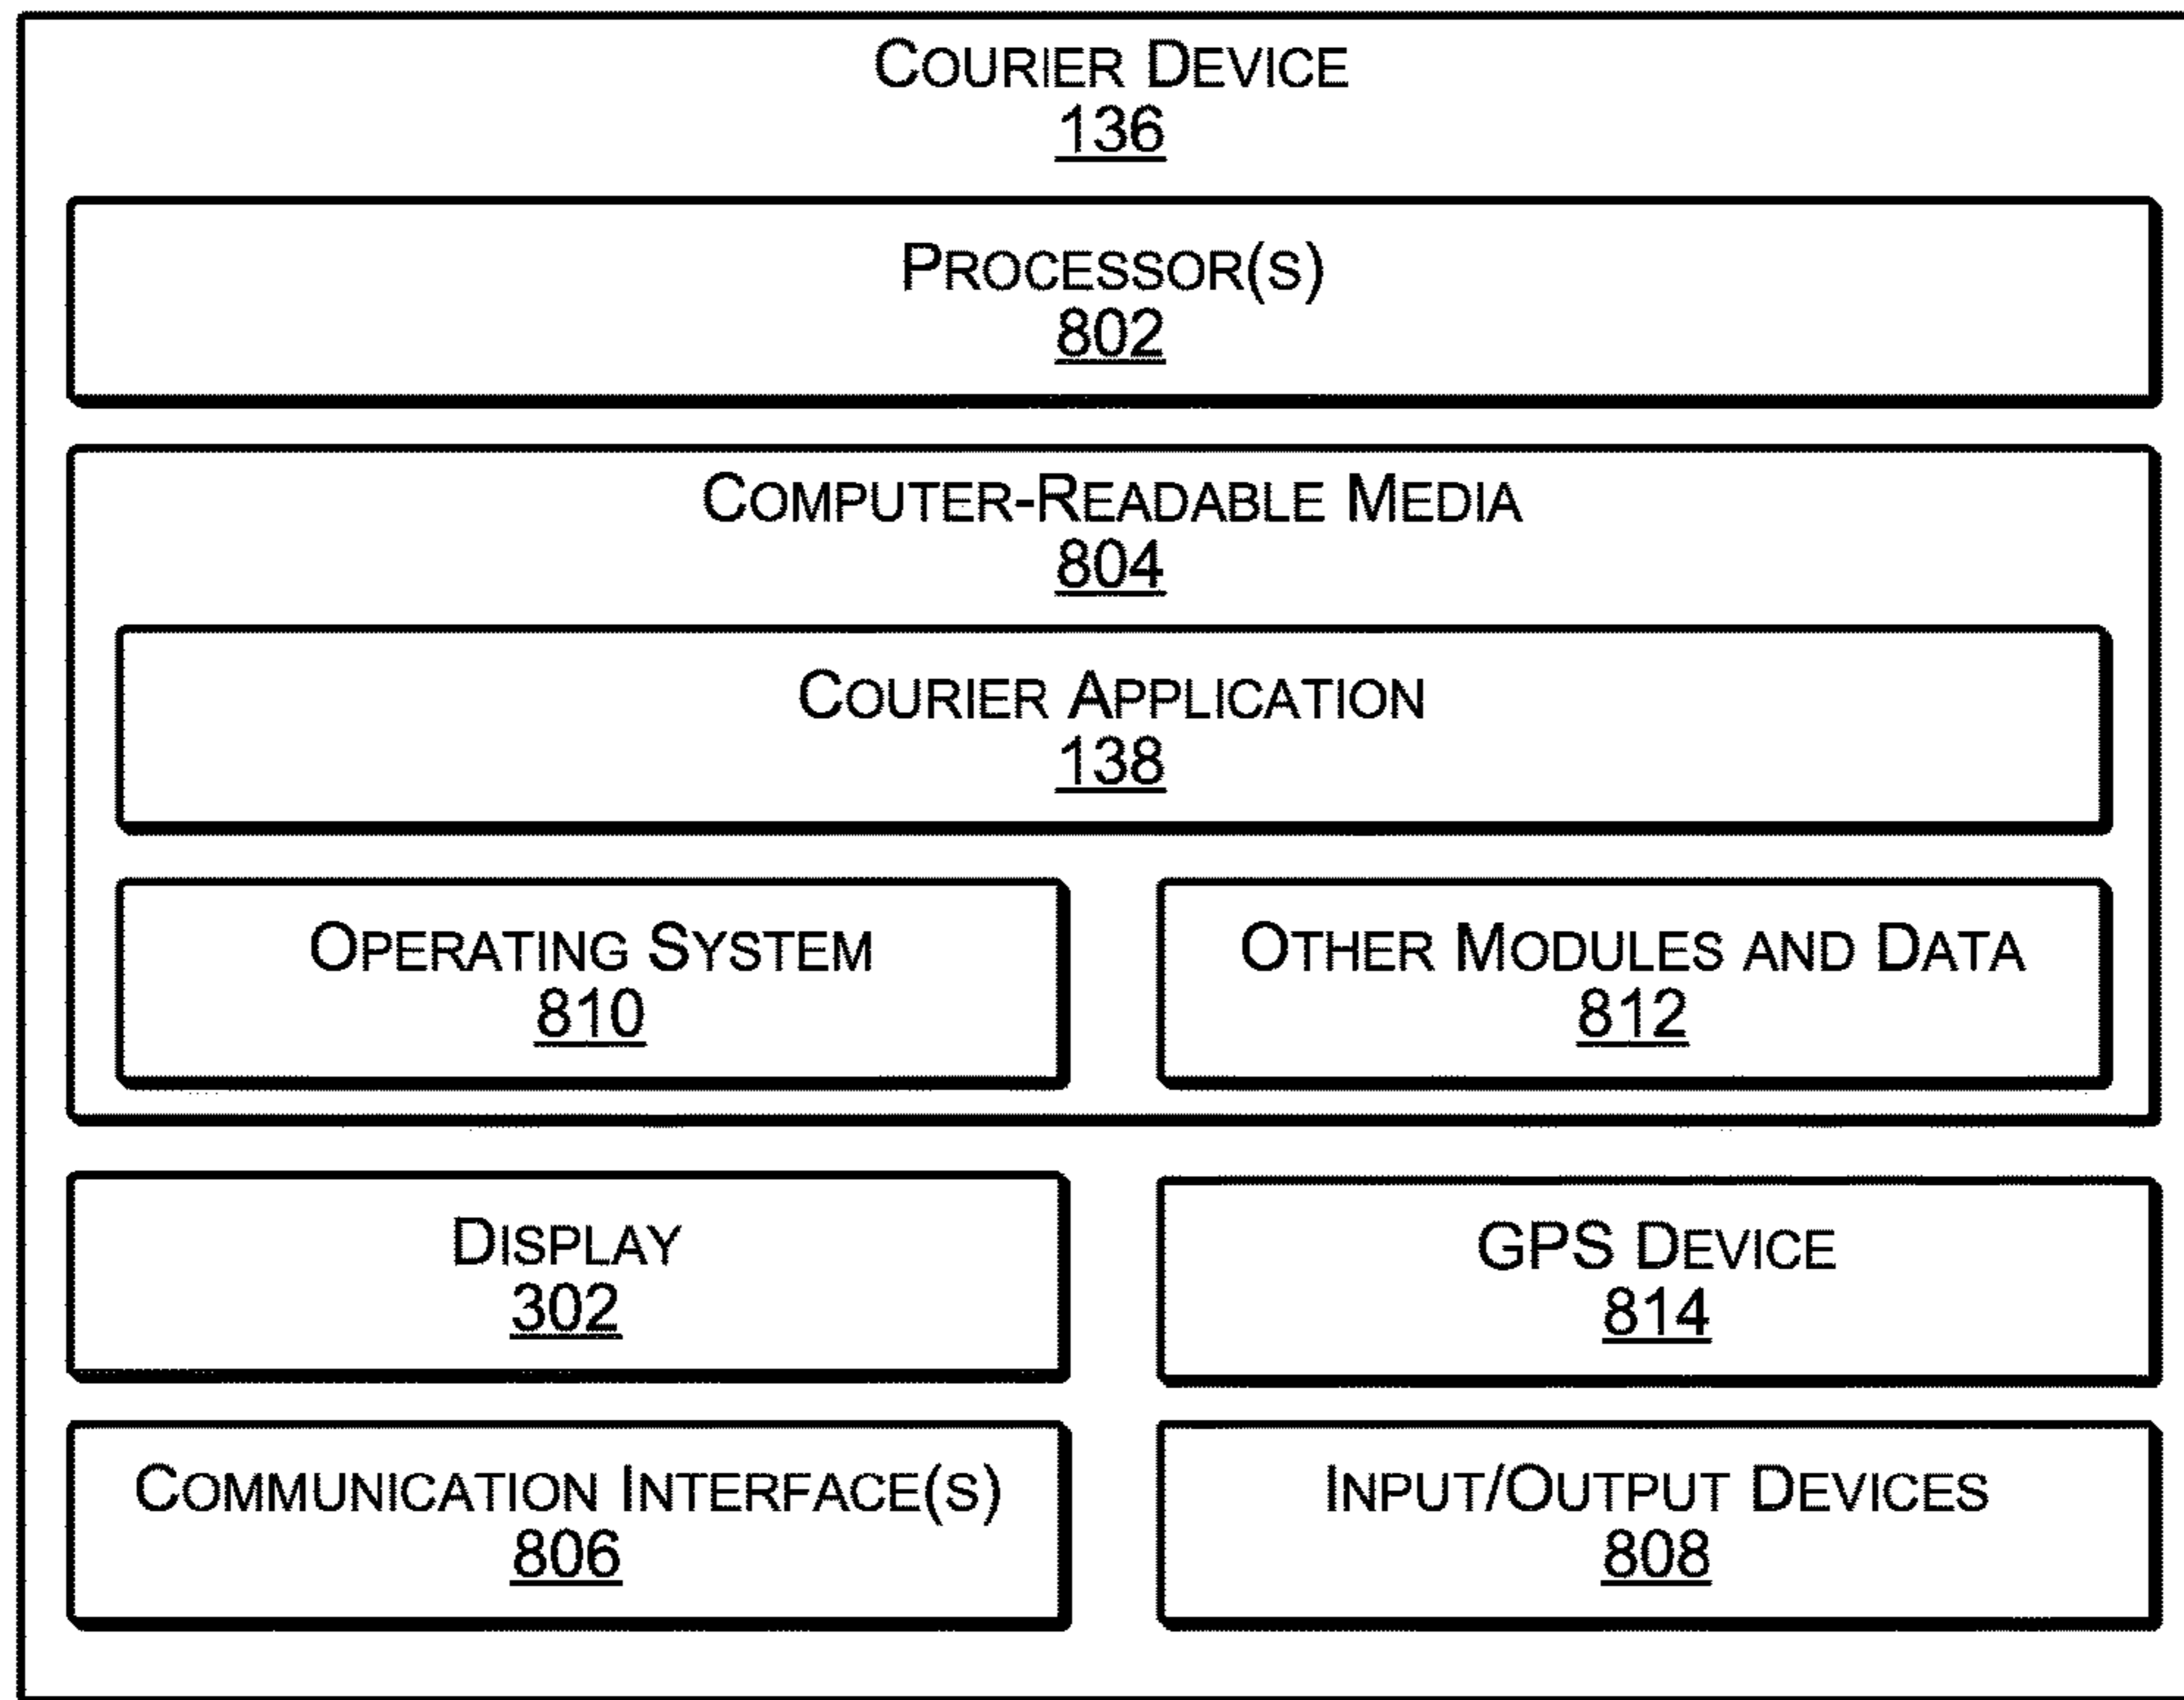 COURIER DEVICE
136
PROCESSOR(S)
802
COMPUTER-READABLE MEDIA
804
COURIER APPLICATION
138
OPERATING SYSTEM
810
OTHER MODULES AND DATA
812
DISPLAY
302
GPS DEVICE
814
COMMUNICATION INTERFACE(S)
806
INPUT/OUTPUT DEVICES
808